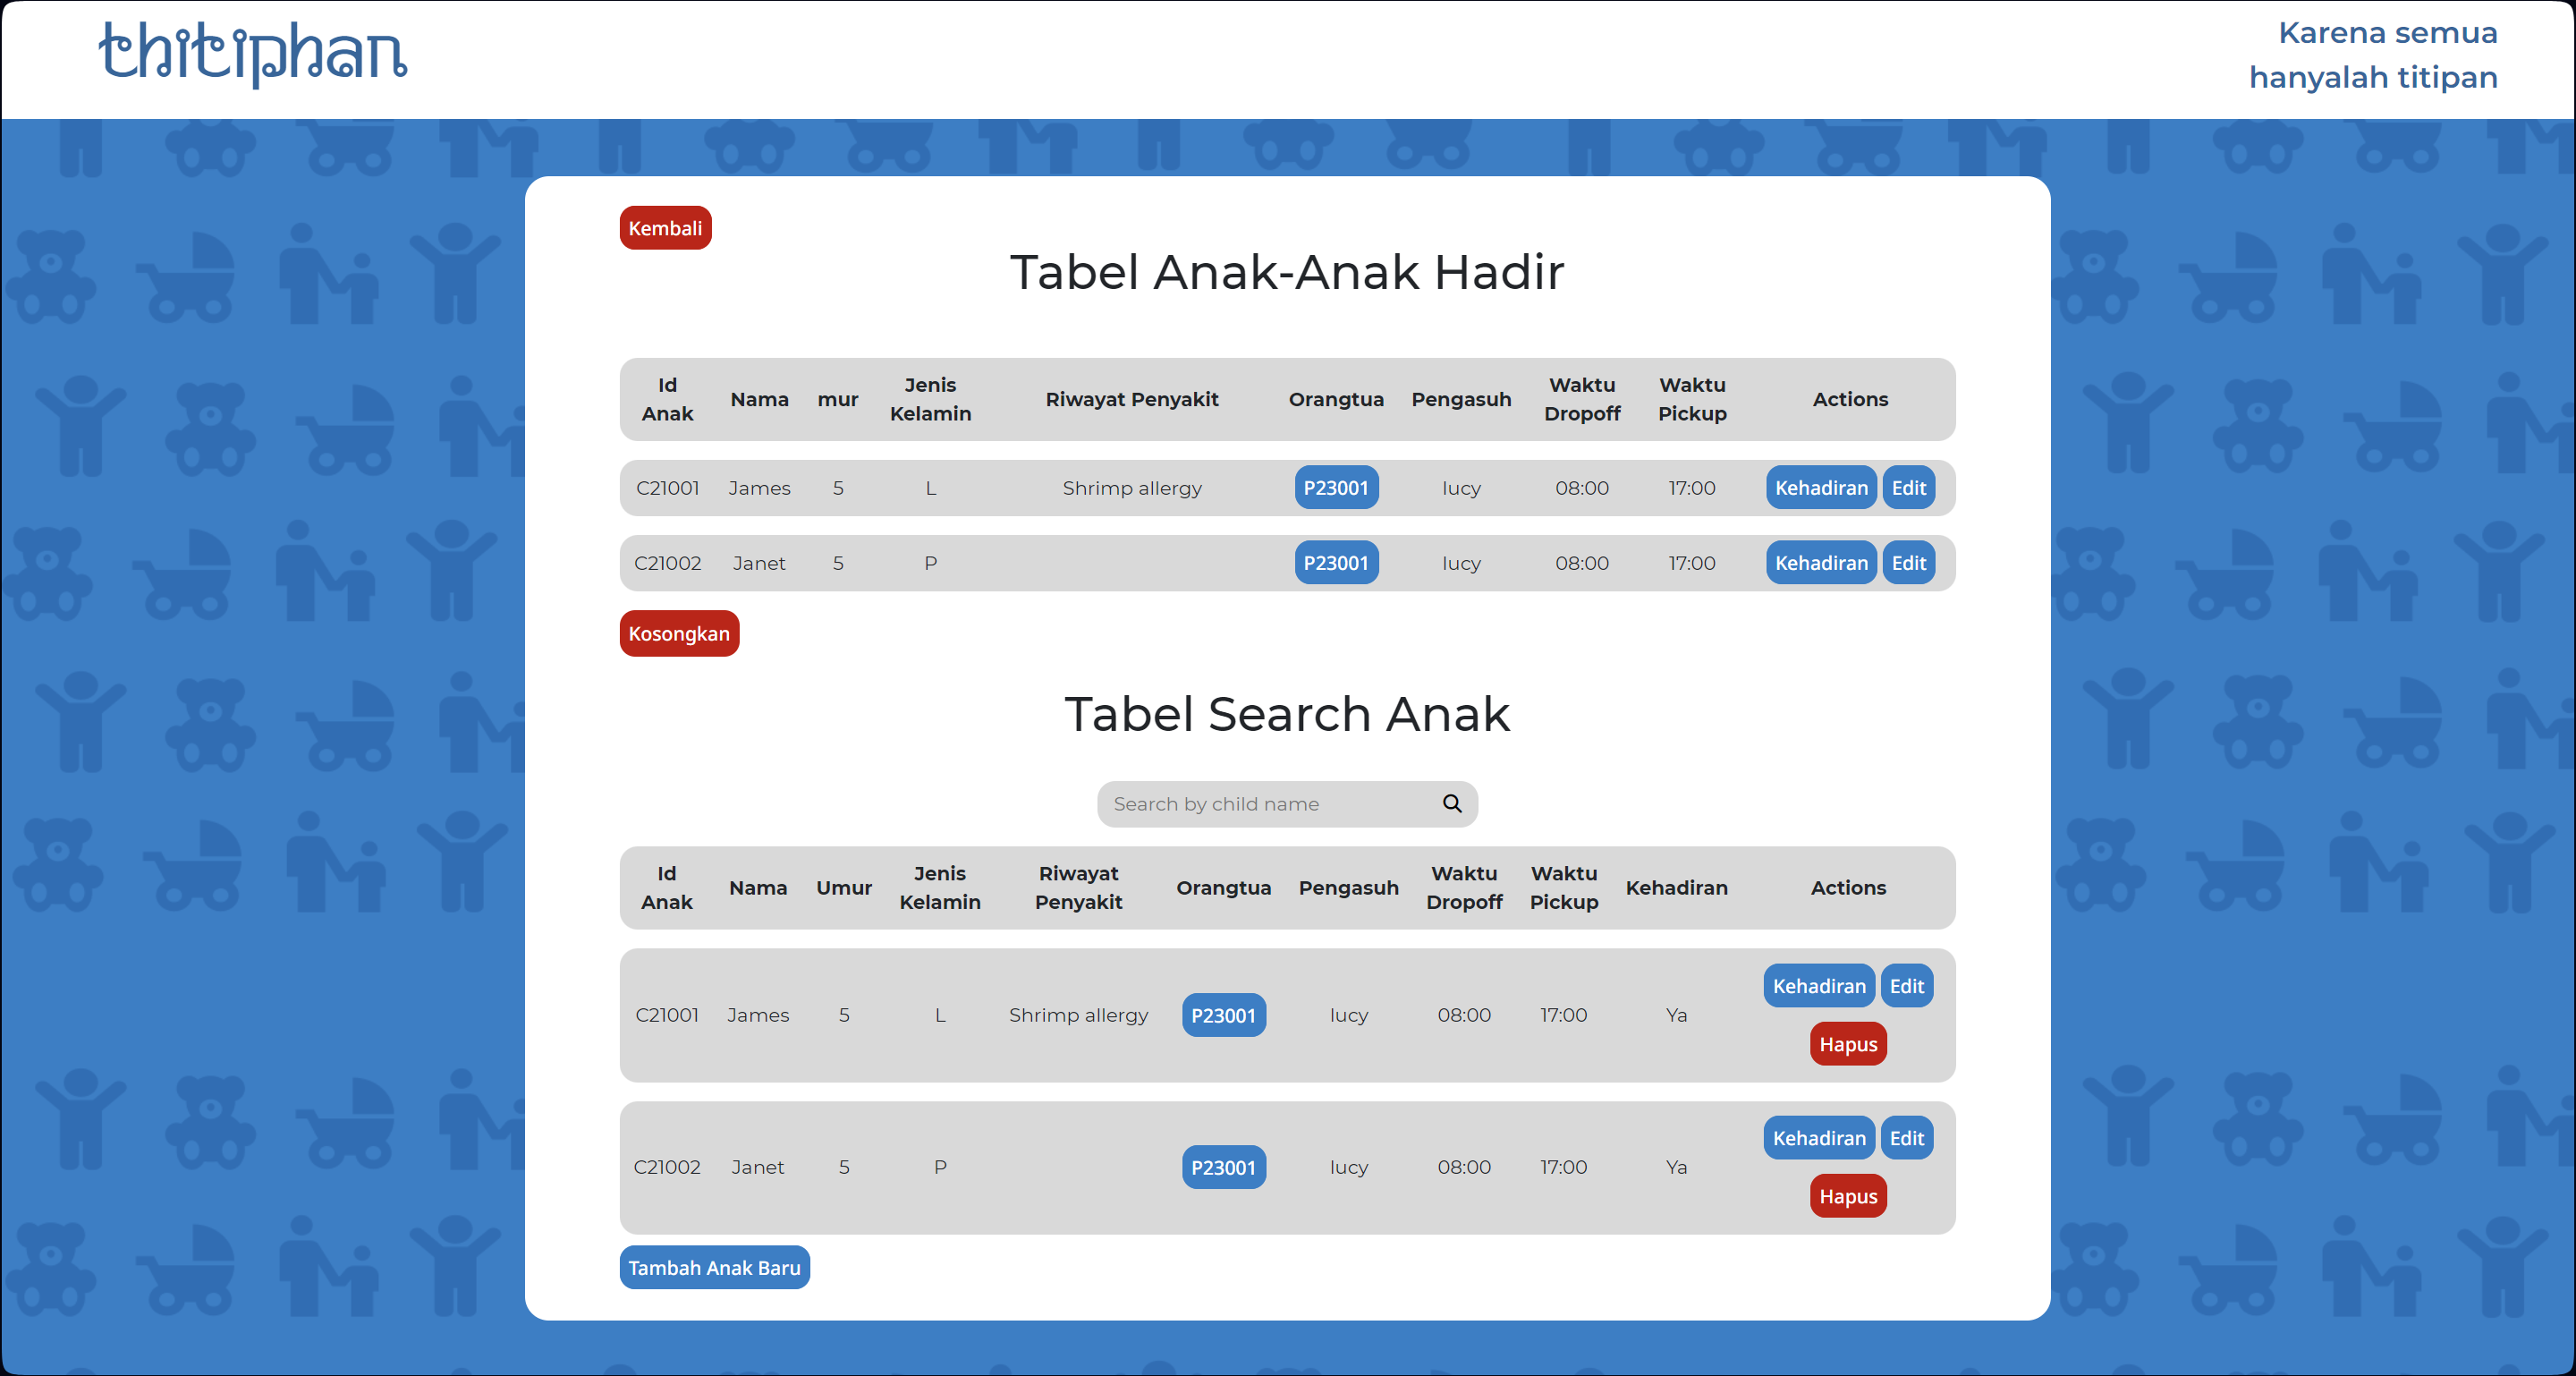 thitiphan
Karena semua
hanyalah titipan
Kembali
Tabel Anak-Anak Hadir
Id Anak Nama mur Jenis Kelamin Riwayat Penyakit Orangtua Pengasuh Waktu Dropoff Waktu Pickup Actions
C21001 James 5 L Shrimp allergy P23001 lucy 08:00 17:00 Kehadiran Edit
C21002 Janet 5 P P23001 lucy 08:00 17:00 Kehadiran Edit
Kosongkan
Tabel Search Anak
Search by child name
Id Anak Nama Umur Jenis Kelamin Riwayat Penyakit Orangtua Pengasuh Waktu Dropoff Waktu Pickup Kehadiran Actions
C21001 James 5 L Shrimp allergy P23001 lucy 08:00 17:00 Ya Kehadiran Edit Hapus
C21002 Janet 5 P P23001 lucy 08:00 17:00 Ya Kehadiran Edit Hapus
Tambah Anak Baru